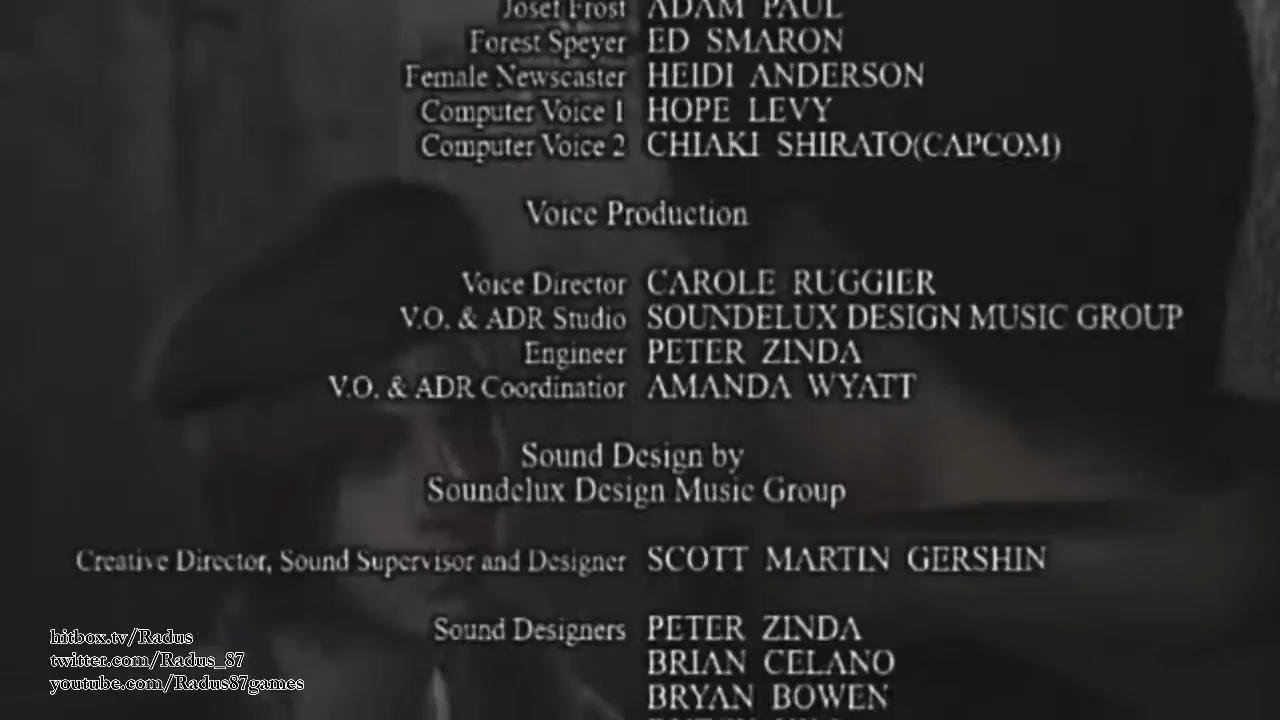 Josef Frost ADAM PAUL
Forest Speyer ED SMARON
Female Newscaster HEIDI ANDERSON
Computer Voice 1 HOPE LEVY
Computer Voice 2 CHIAKI SHIRATO(CAPCOM)
Voice Production
Voice Director CAROLE RUGGIER
V.O. & ADR Studio SOUNDELUX DESIGN MUSIC GROUP
Engineer PETER ZINDA
V.O. & ADR Coordinatior AMANDA WYATT
Sound Design by
Soundelux Design Music Group
Creative Director, Sound Supervisor and Designer SCOTT MARTIN GERSHIN
Sound Designers PETER ZINDA
BRIAN CELANO
BRYAN BOWEN
hitbox.tv/Radus
twitter.com/Radus_87
youtube.com/Radus87games